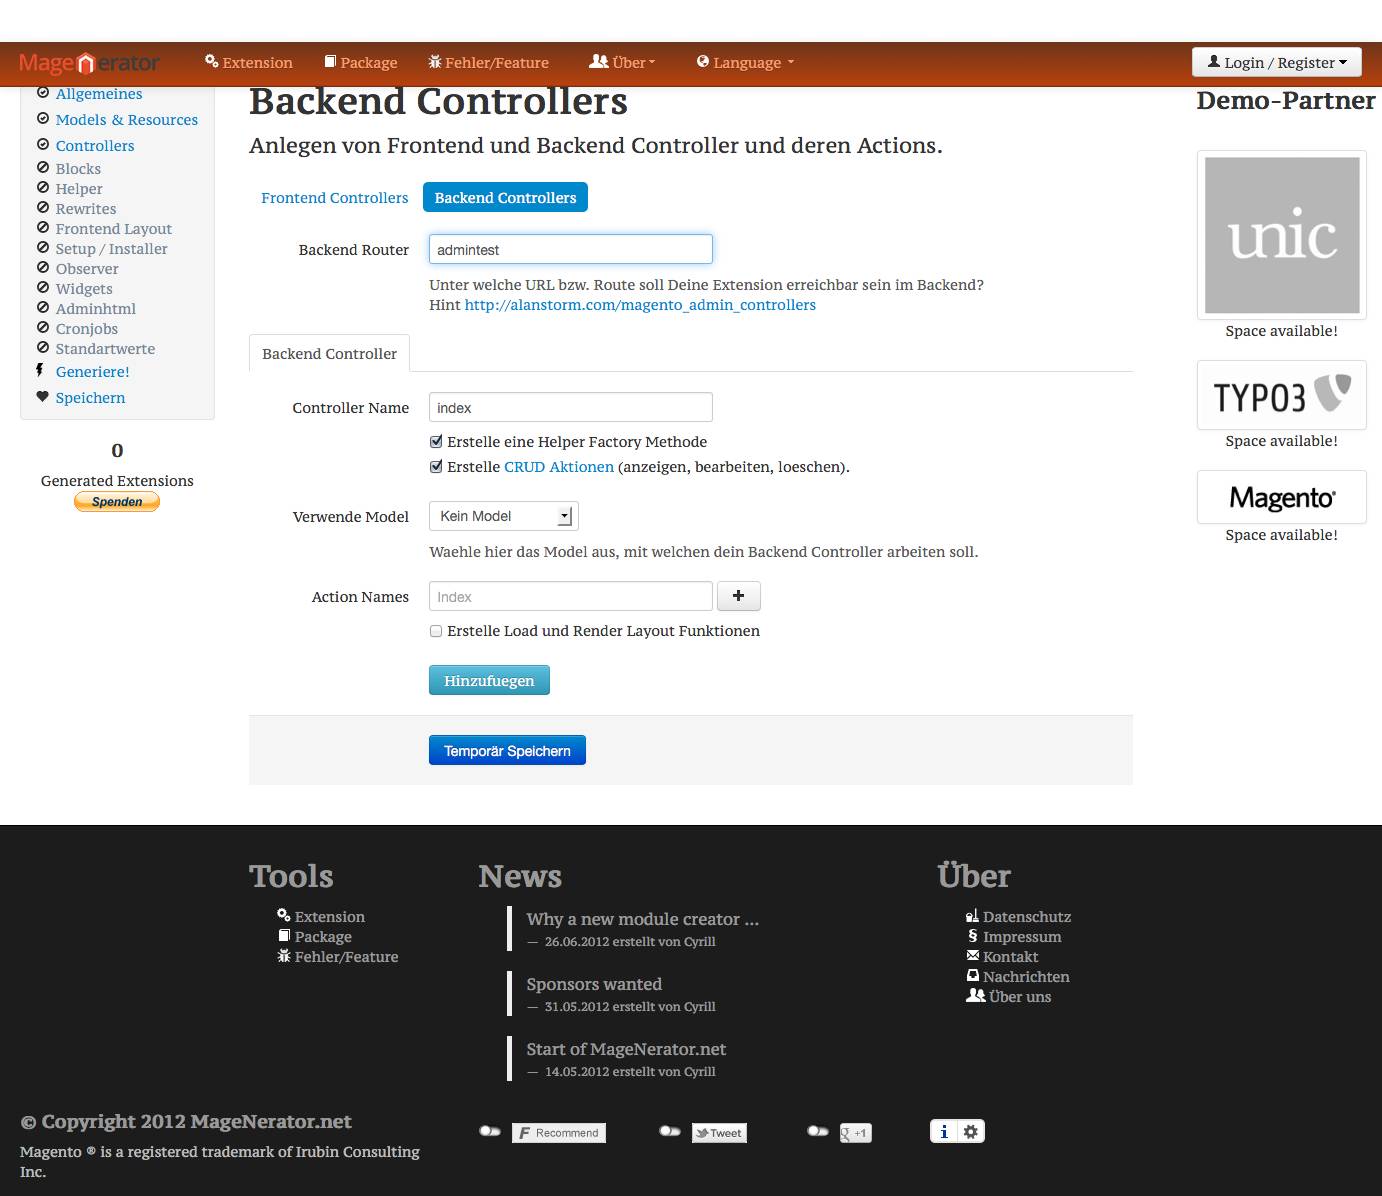 MageNerator
Extension
Package
Fehler/Feature
Über
Language
Login / Register
Allgemeines
Models & Resources
Controllers
Blocks
Helper
Rewrites
Frontend Layout
Setup / Installer
Observer
Widgets
Adminhtml
Cronjobs
Standartwerte
Generiere!
Speichern
0
Generated Extensions
Spenden
Backend Controllers
Anlegen von Frontend und Backend Controller und deren Actions.
Frontend Controllers
Backend Controllers
Backend Router
admintest
Unter welche URL bzw. Route soll Deine Extension erreichbar sein im Backend?
Hint http://alanstorm.com/magento_admin_controllers
Backend Controller
Controller Name
index
Erstelle eine Helper Factory Methode
Erstelle CRUD Aktionen (anzeigen, bearbeiten, loeschen).
Verwende Model
Kein Model
Waehle hier das Model aus, mit welchen dein Backend Controller arbeiten soll.
Action Names
Index
Erstelle Load und Render Layout Funktionen
Hinzufuegen
Temporär Speichern
Demo-Partner
unic
Space available!
TYPO3
Space available!
Magento®
Space available!
Tools
Extension
Package
Fehler/Feature
News
Why a new module creator ...
— 26.06.2012 erstellt von Cyrill
Sponsors wanted
— 31.05.2012 erstellt von Cyrill
Start of MageNerator.net
— 14.05.2012 erstellt von Cyrill
Über
Datenschutz
§ Impressum
Kontakt
Nachrichten
Über uns
© Copyright 2012 MageNerator.net
Magento ® is a registered trademark of Irubin Consulting
Inc.
F Recommend
Tweet
g +1
i